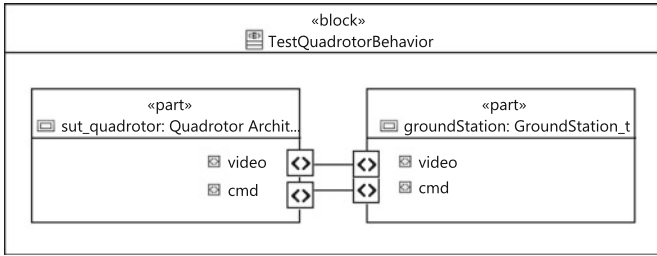 «block»
TestQuadrotorBehavior
«part»
sut_quadrotor: Quadrotor Archit...
video
cmd
«part»
groundStation: GroundStation_t
video
cmd